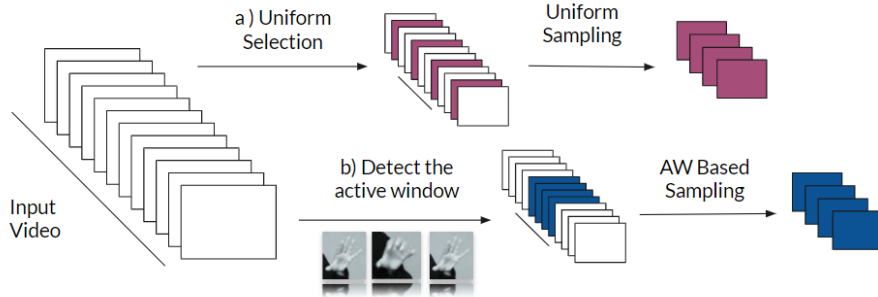 a ) Uniform
Selection
Uniform
Sampling
b) Detect the
active window
AW Based
Sampling
Input
Video